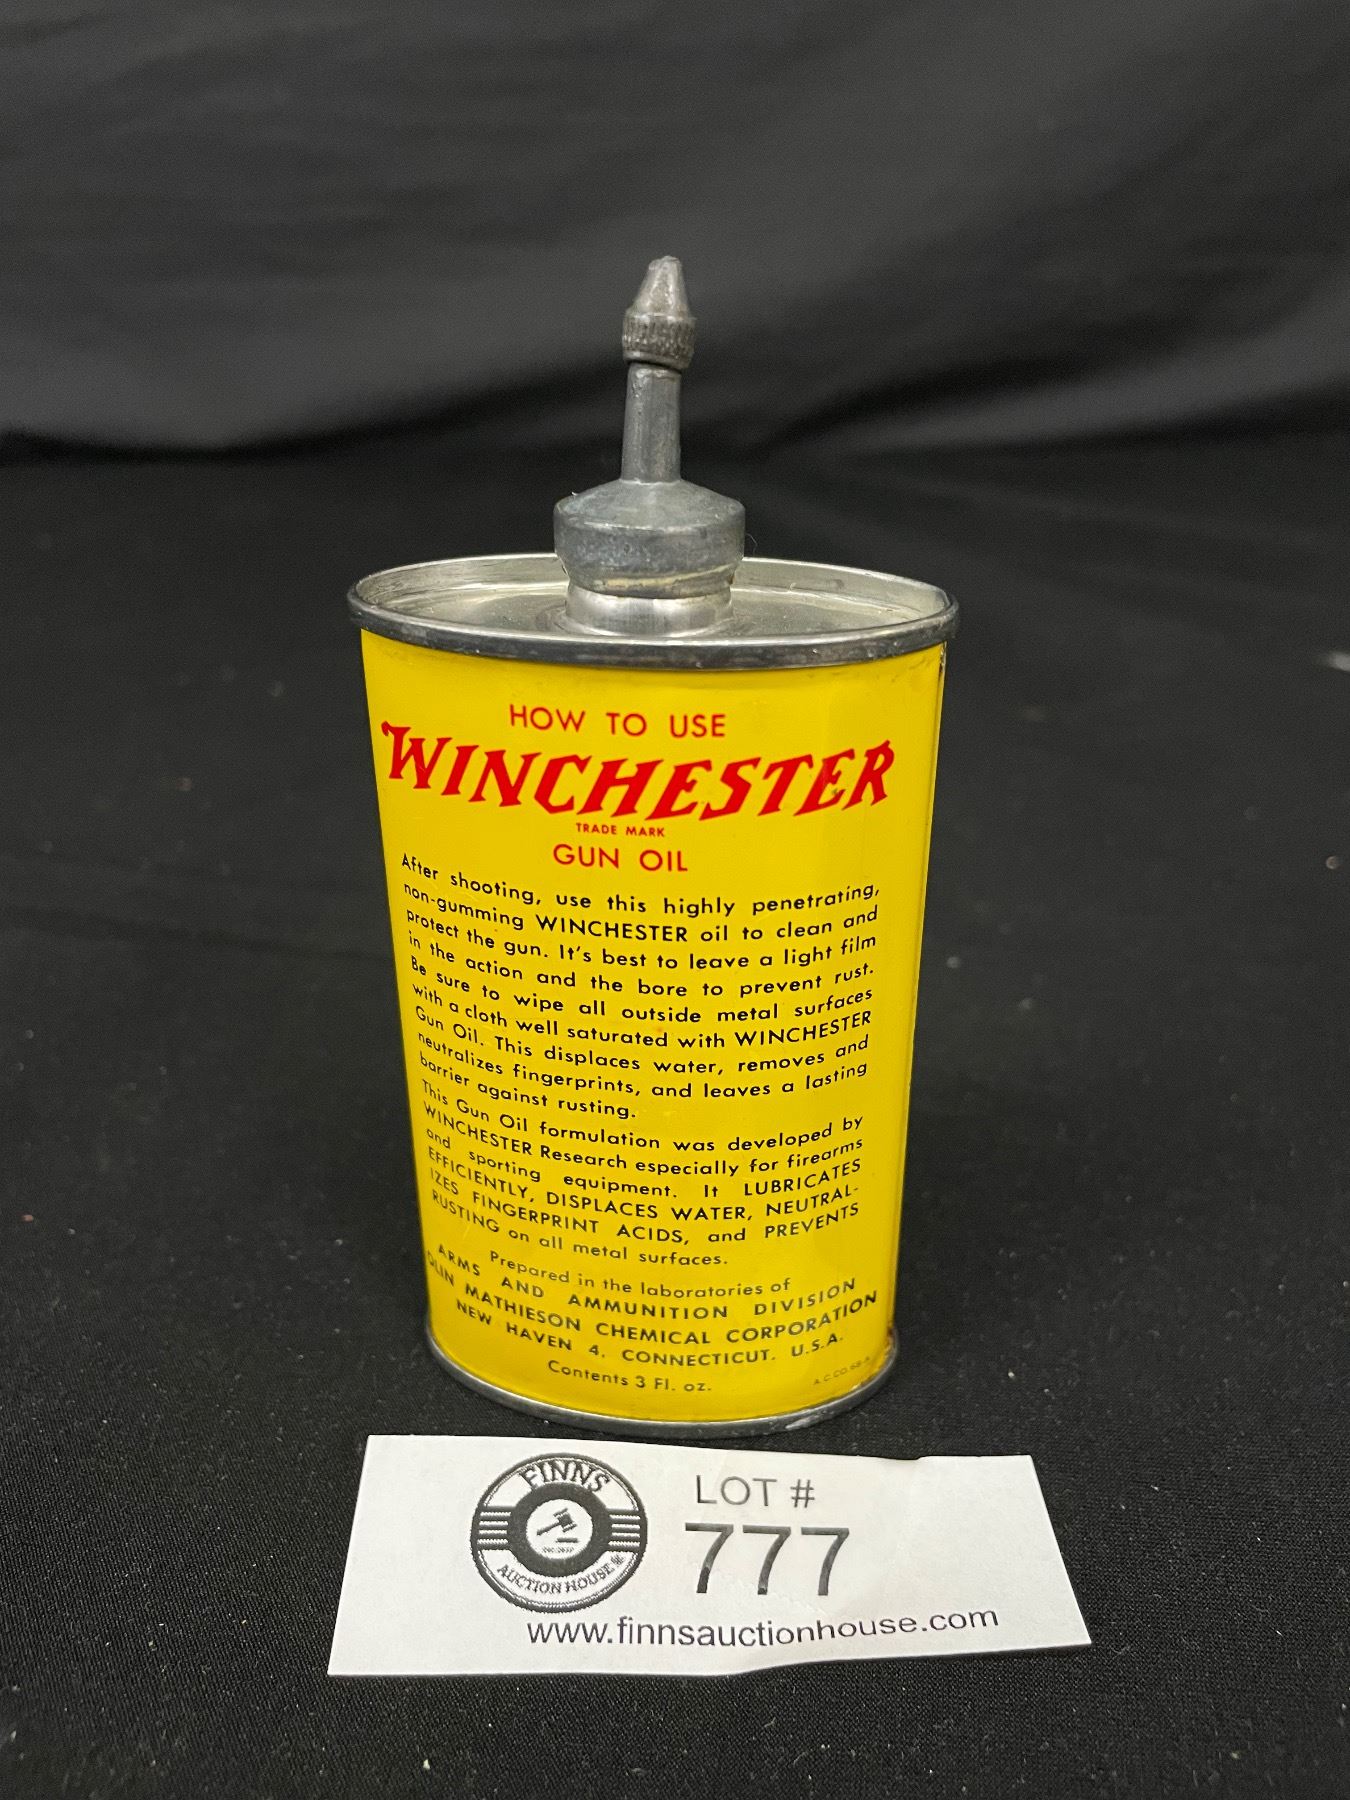 HOW TO USE
WINCHESTER
TRADE MARK
GUN OIL
After shooting, use this highly penetrating,
non-gumming WINCHESTER oil to clean and
protect the gun. It's best to leave a light film
in the action and the bore to prevent rust.
Be sure to wipe all outside metal surfaces
with a cloth well saturated with WINCHESTER
Gun Oil. This displaces water, removes and
neutralizes fingerprints, and leaves a lasting
barrier against rusting.
This Gun Oil formulation was developed by
WINCHESTER Research especially for firearms
and sporting equipment. It LUBRICATES
EFFICIENTLY, DISPLACES WATER, NEUTRAL-
IZES FINGERPRINT ACIDS, and PREVENTS
RUSTING on all metal surfaces.
Prepared in the laboratories of
ARMS AND AMMUNITION DIVISION
OLIN MATHIESON CHEMICAL CORPORATION
NEW HAVEN 4, CONNECTICUT, U.S.A.
Contents 3 Fl. oz.
A.C.CO.
FINNS
AUCTION HOUSE
LOT #
777
www.finnsauctionhouse.com